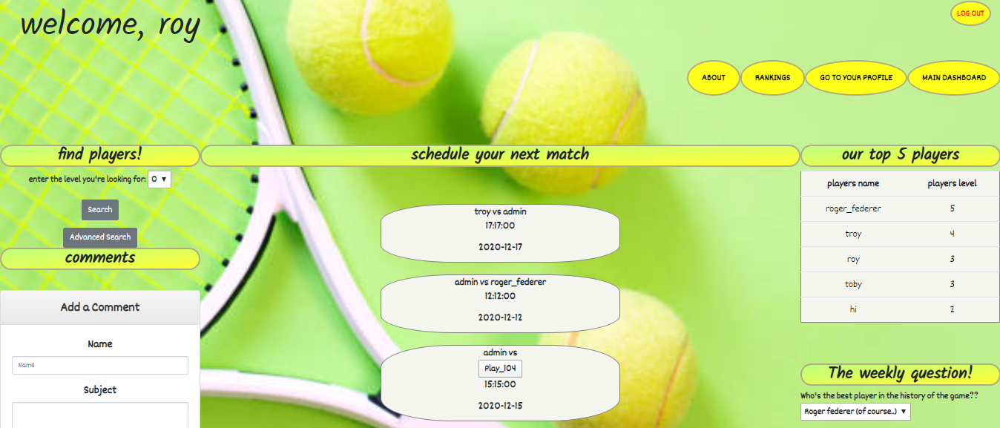 welcome, roy
LOG OUT
ABOUT
RANKINGS
GO TO YOUR PROFILE
MAIN DASHBOARD
find players!
enter the level you're looking for: 0
Search
Advanced Search
comments
Add a Comment
Name
Name
Subject
schedule your next match
troy vs admin
17:17:00
2020-12-17
admin vs roger_federer
12:12:00
2020-12-12
admin vs
Play_104
15:15:00
2020-12-15
our top 5 players
players name players level
roger_federer 5
troy 4
roy 3
toby 3
hi 2
The weekly question!
Who's the best player in the history of the game??
Roger federer (of course..)